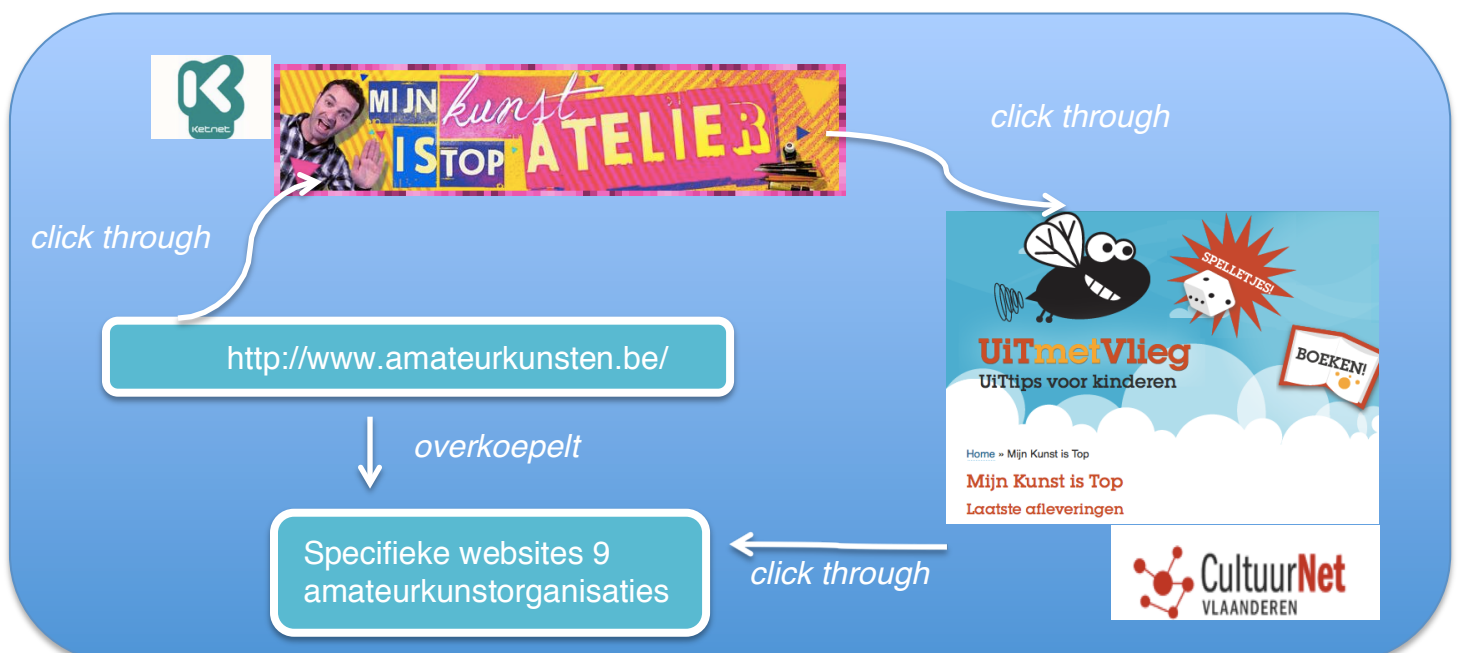 Ketnet
MIJN kunst ATELIER
IS TOP
click through
click through
http://www.amateurkunsten.be/
overkoepelt
Specifieke websites 9
amateurkunstorganisaties
SPELLETJES!
BOEKEN!
UiTmetVlieg
UiTtips voor kinderen
Home » Mijn Kunst is Top
Mijn Kunst is Top
Laatste afleveringen
click through
CultuurNet
VLAANDEREN